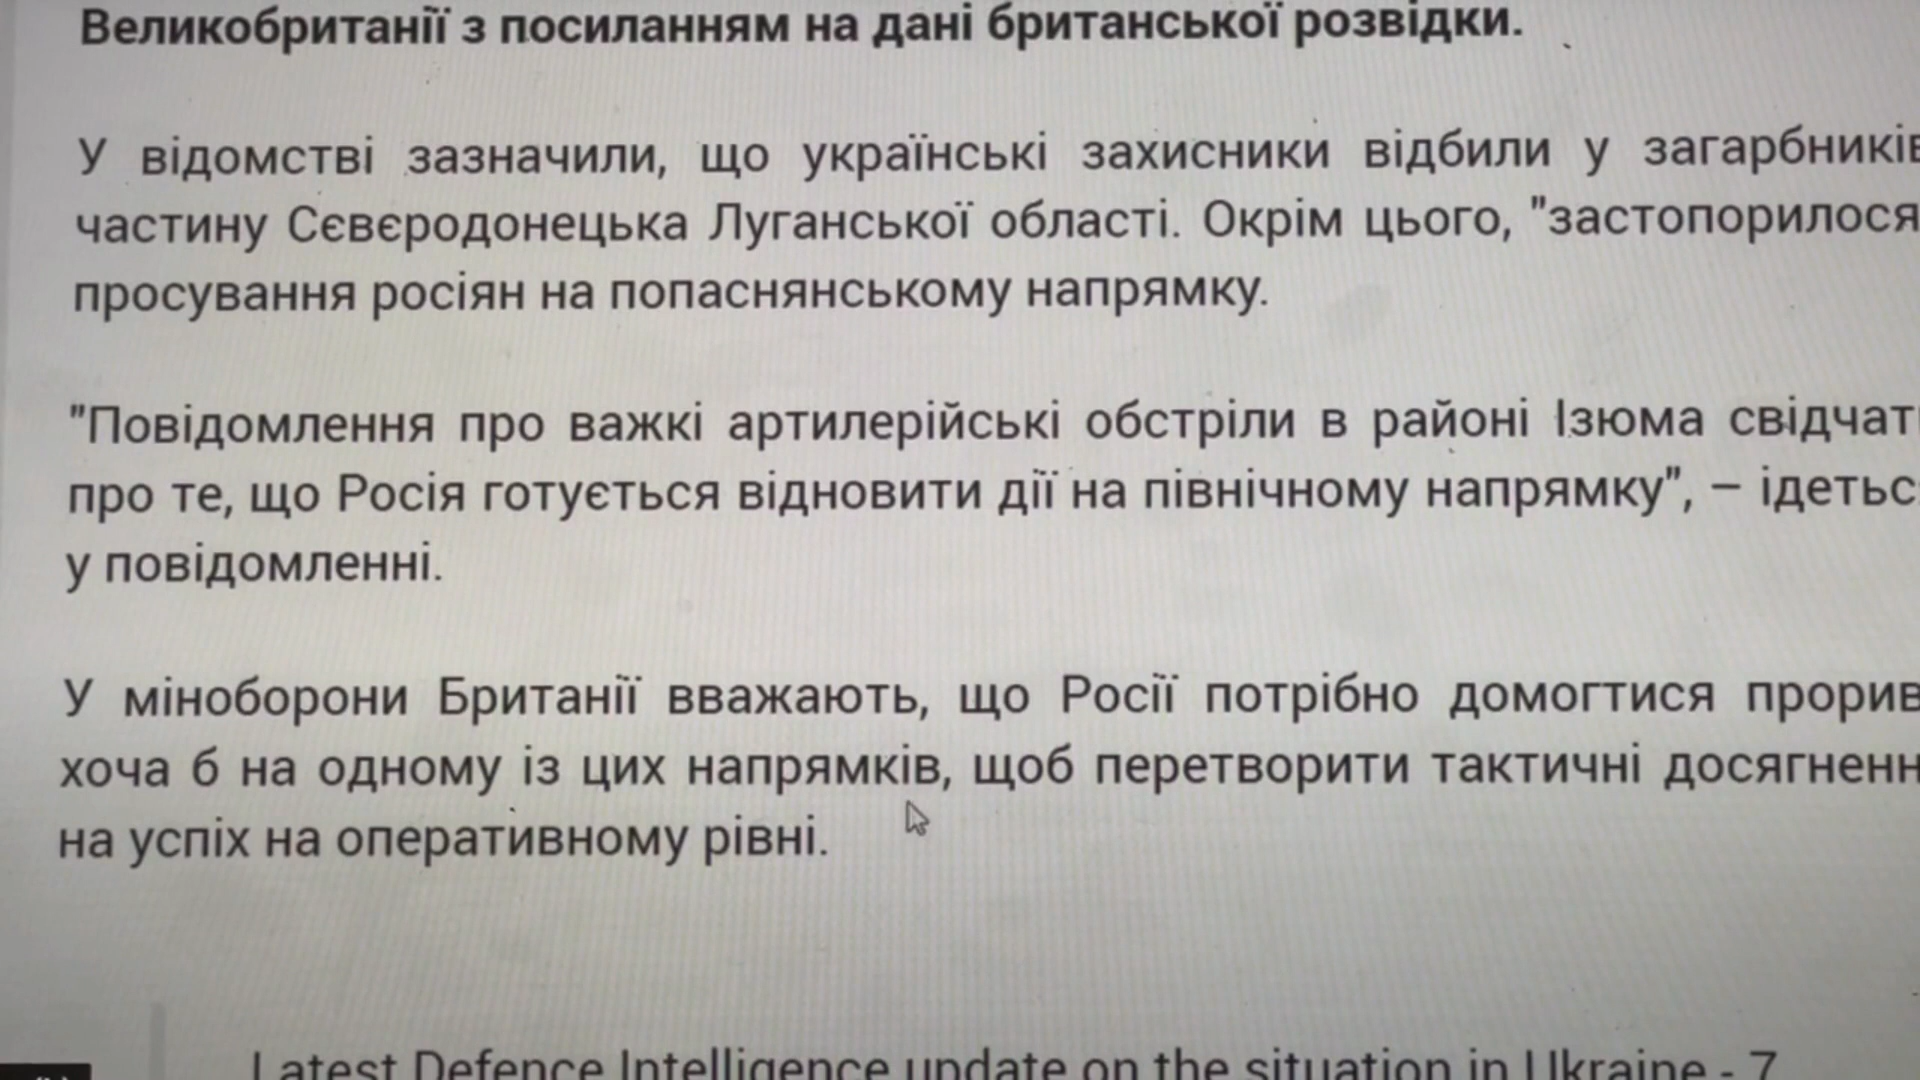 Великобританії з посиланням на дані британської розвідки.
У відомстві зазначили, що українські захисники відбили у загарбників
частину Сєвєродонецька Луганської області. Окрім цього, "застопорилося
просування росіян на попаснянському напрямку.
"Повідомлення про важкі артилерійські обстріли в районі Ізюма свідчат
про те, що Росія готується відновити дії на північному напрямку", – ідетьс
у повідомленні.
У міноборони Британії вважають, що Росії потрібно домогтися прорив
хоча б на одному із цих напрямків, щоб перетворити тактичні досягненн
на успіх на оперативному рівні.
Latest Defence Intelligence update on the situation in Ukraine - 7